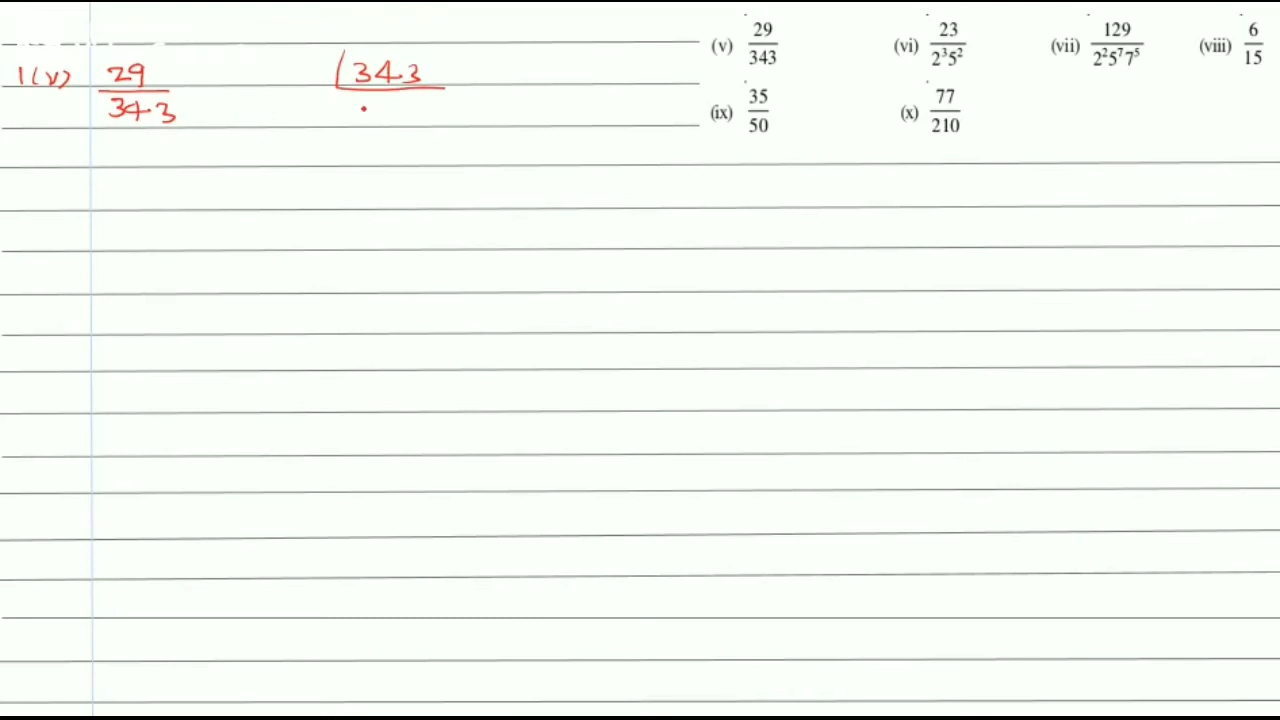 1(v) 29/343 343
(v) 29/343 (vi) 23/2³5² (vii) 129/2²5⁷7⁵ (viii) 6/15
(ix) 35/50 (x) 77/210